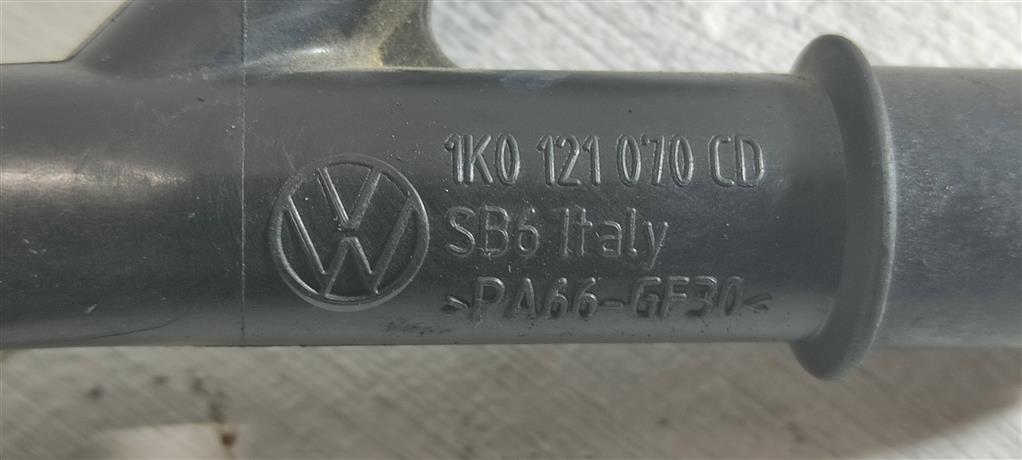 1K0 121 070 CD
SB6 Italy
>PA66-GF30<